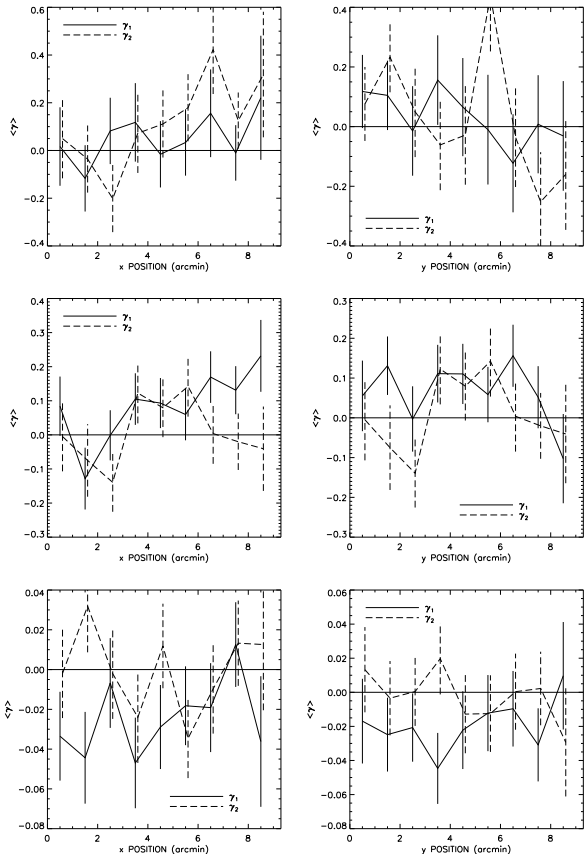 0.6
0.4
0.2
0.0
−0.2
−0.4
<γ>
γ₁
γ₂
0 2 4 6 8
x POSITION (arcmin)
0.4
0.2
0.0
−0.2
−0.4
<γ>
γ₁
γ₂
0 2 4 6 8
y POSITION (arcmin)
0.4
0.3
0.2
0.1
0.0
−0.1
−0.2
−0.3
<γ>
γ₁
γ₂
0 2 4 6 8
x POSITION (arcmin)
0.3
0.2
0.1
0.0
−0.1
−0.2
−0.3
<γ>
γ₁
γ₂
0 2 4 6 8
y POSITION (arcmin)
0.04
0.02
0.00
−0.02
−0.04
−0.06
−0.08
<γ>
γ₁
γ₂
0 2 4 6 8
x POSITION (arcmin)
0.06
0.04
0.02
0.00
−0.02
−0.04
−0.06
−0.08
<γ>
γ₁
γ₂
0 2 4 6 8
y POSITION (arcmin)